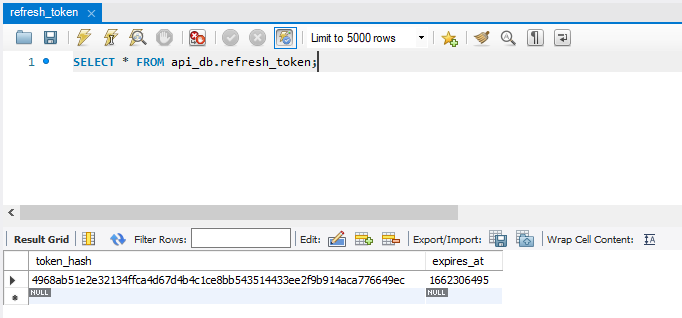 refresh_token
Limit to 5000 rows
1 SELECT * FROM api_db.refresh_token;
Result Grid Filter Rows: Edit: Export/Import: Wrap Cell Content: IA
token_hash expires_at
4968ab51e2e32134ffca4d67d4b4c1ce8bb543514433ee2f9b914aca776649ec 1662306495
NULL NULL